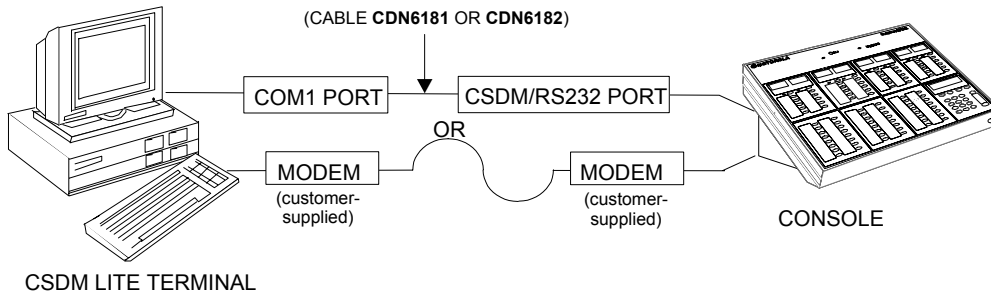 (CABLE CDN6181 OR CDN6182)
COM1 PORT
CSDM/RS232 PORT
OR
MODEM
(customer-
supplied)
MODEM
(customer-
supplied)
CONSOLE
CSDM LITE TERMINAL